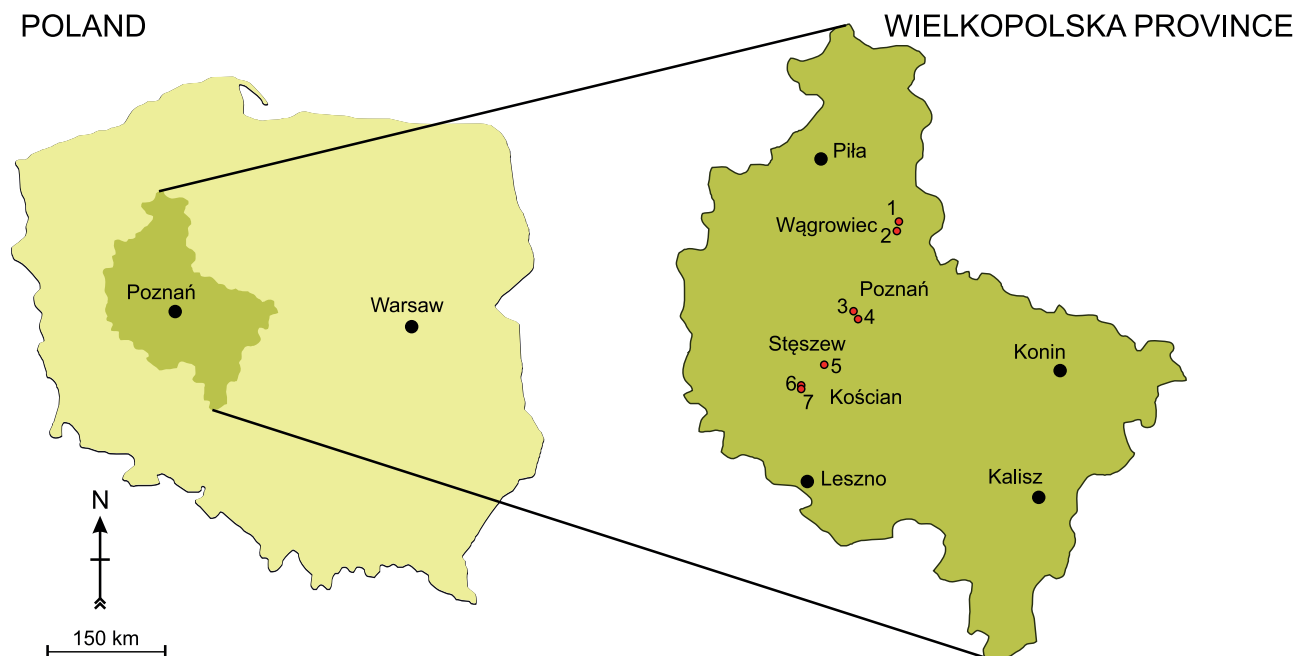 POLAND
WIELKOPOLSKA PROVINCE
Poznań
Warsaw
N
150 km
Piła
1
Wągrowiec
2
Poznań
3
4
Stęszew
5
6
7
Kościan
Konin
Leszno
Kalisz